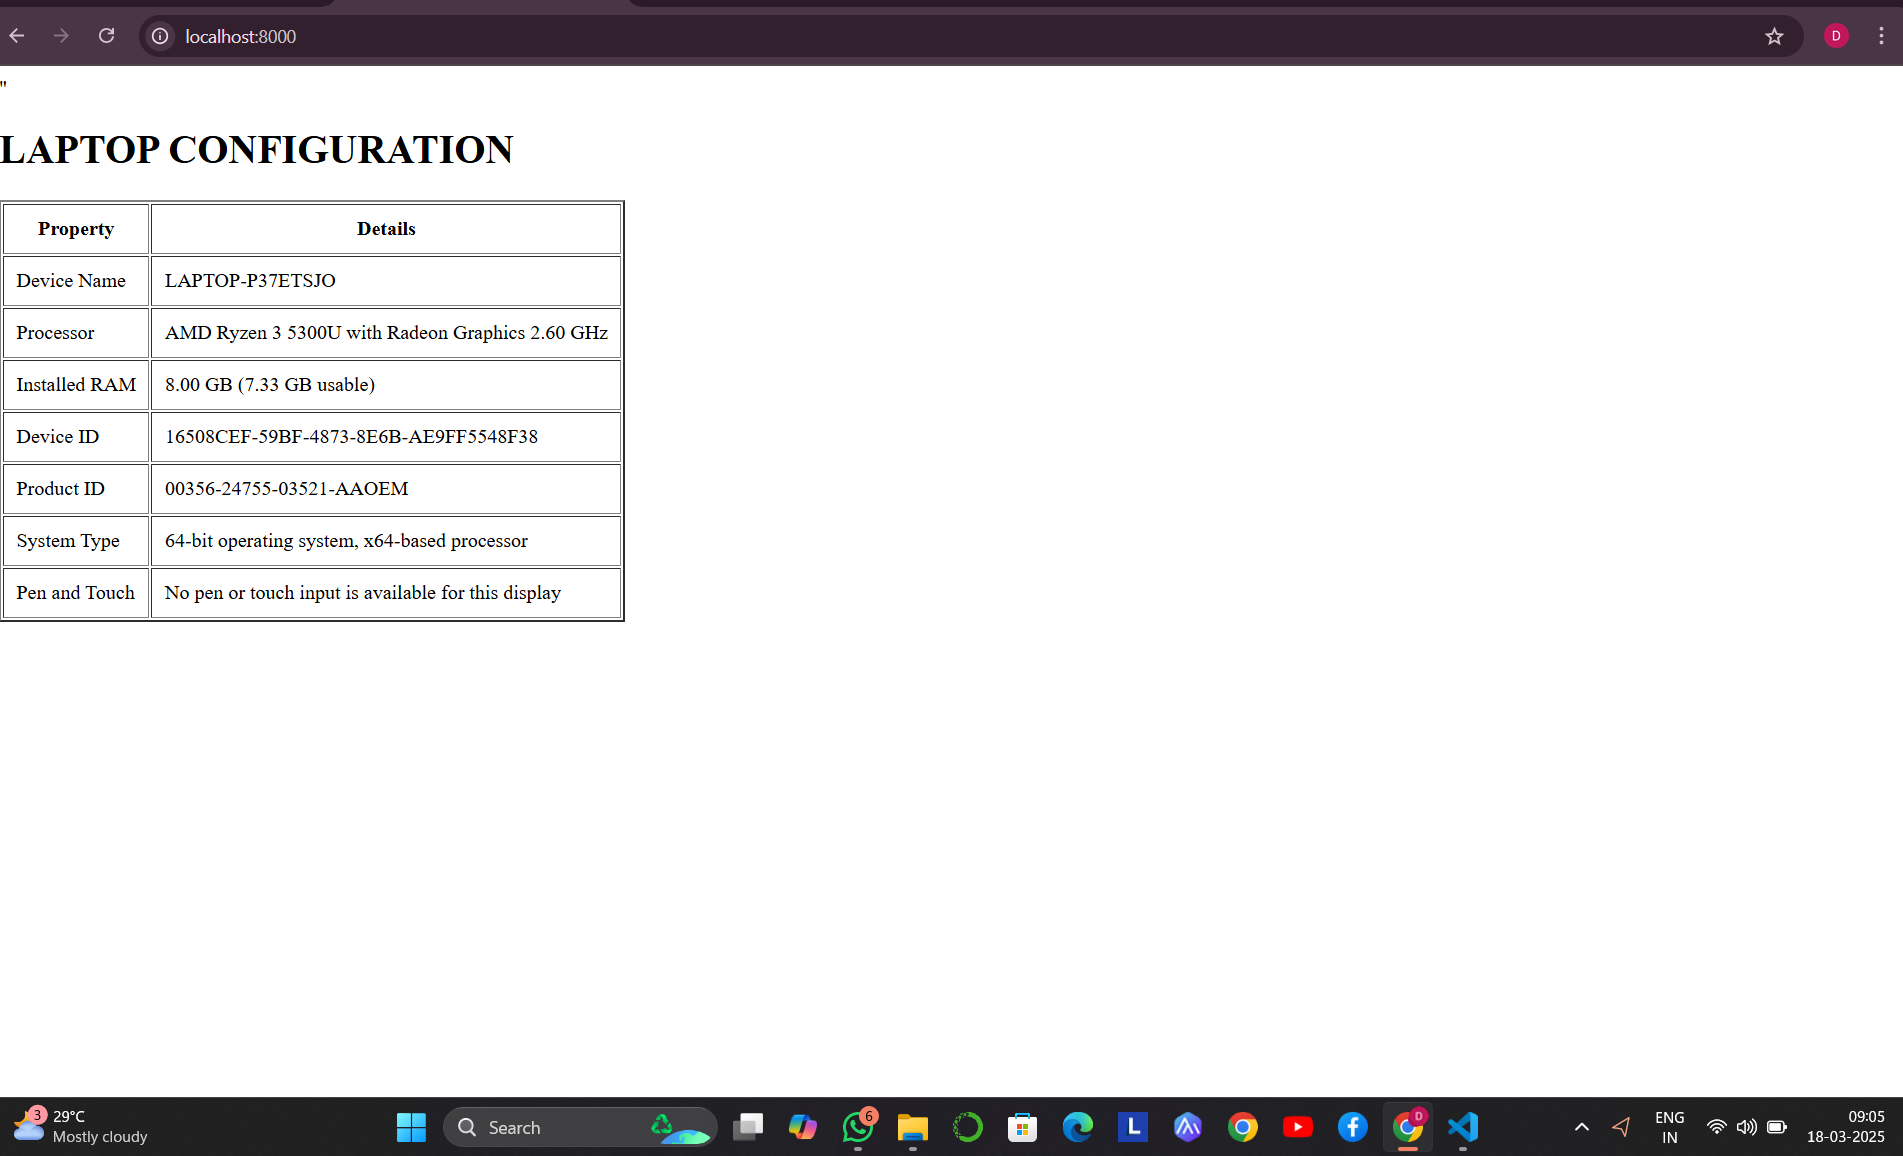 localhost:8000
D
"
LAPTOP CONFIGURATION
Property Details
Device Name LAPTOP-P37ETSJO
Processor AMD Ryzen 3 5300U with Radeon Graphics 2.60 GHz
Installed RAM 8.00 GB (7.33 GB usable)
Device ID 16508CEF-59BF-4873-8E6B-AE9FF5548F38
Product ID 00356-24755-03521-AAOEM
System Type 64-bit operating system, x64-based processor
Pen and Touch No pen or touch input is available for this display
3 29°C
Mostly cloudy
Search
6
L
D
ENG
IN
09:05
18-03-2025